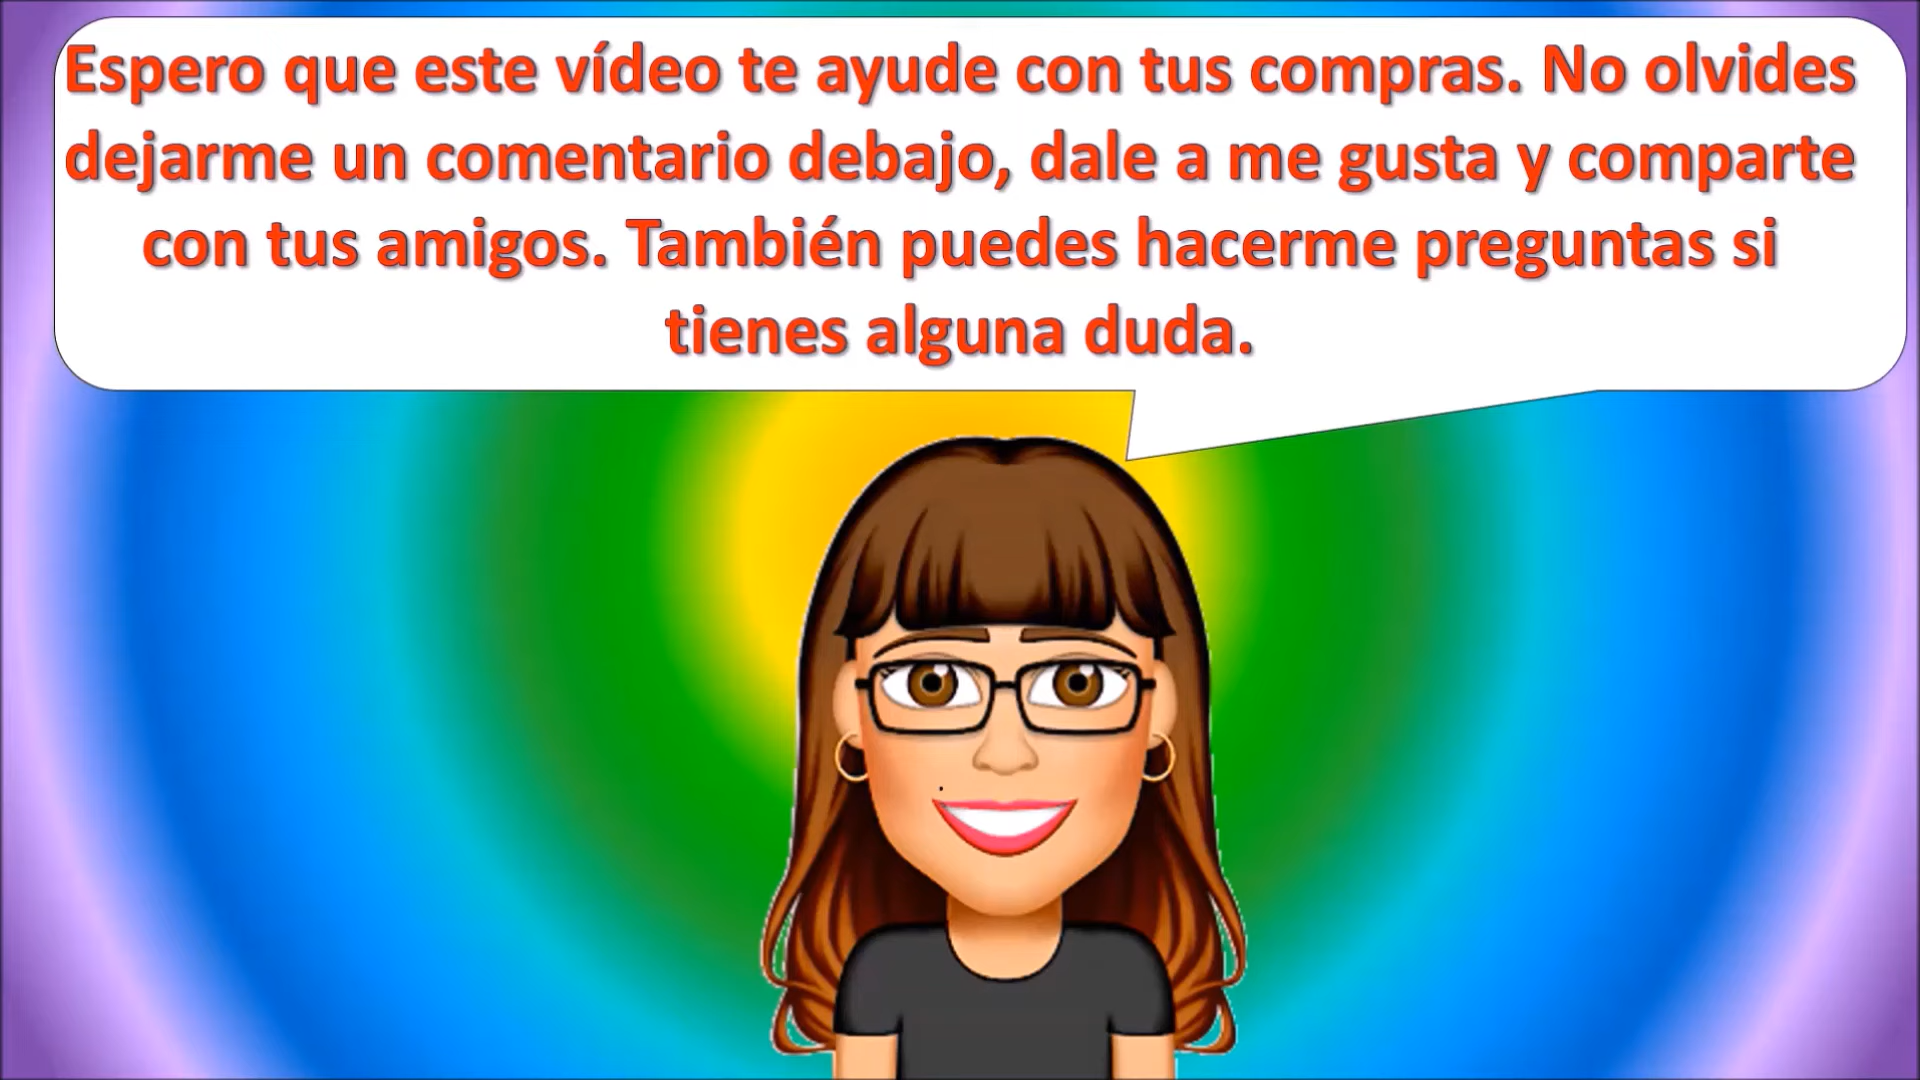 Espero que este vídeo te ayude con tus compras. No olvides
dejarme un comentario debajo, dale a me gusta y comparte
con tus amigos. También puedes hacerme preguntas si
tienes alguna duda.